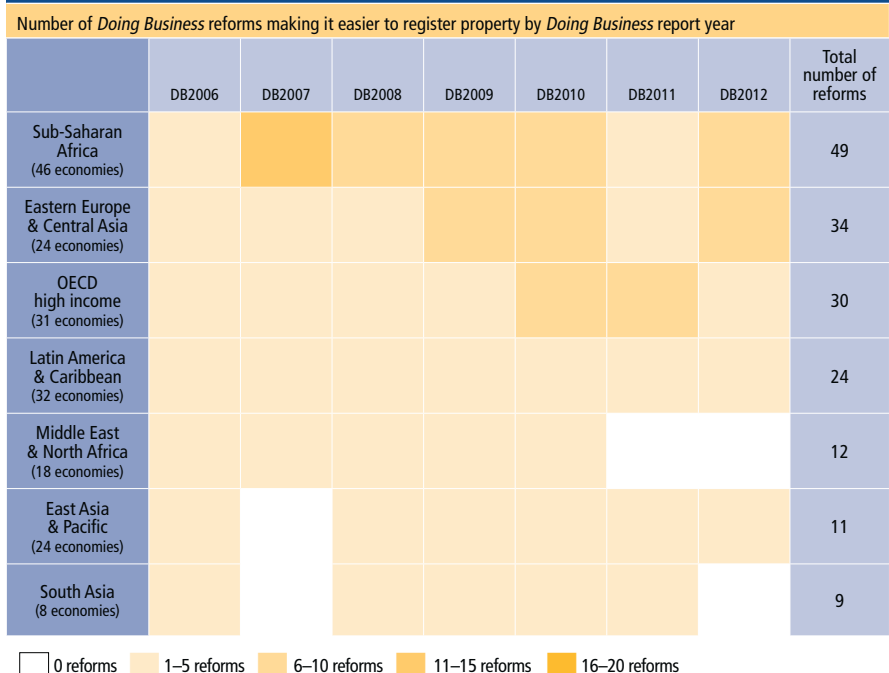 Number of Doing Business reforms making it easier to register property by Doing Business report year
DB2006 DB2007 DB2008 DB2009 DB2010 DB2011 DB2012 Total number of reforms
Sub-Saharan
Africa
(46 economies)
49
Eastern Europe
& Central Asia
(24 economies)
34
OECD
high income
(31 economies)
30
Latin America
& Caribbean
(32 economies)
24
Middle East
& North Africa
(18 economies)
12
East Asia
& Pacific
(24 economies)
11
South Asia
(8 economies)
9
0 reforms 1–5 reforms 6–10 reforms 11–15 reforms 16–20 reforms